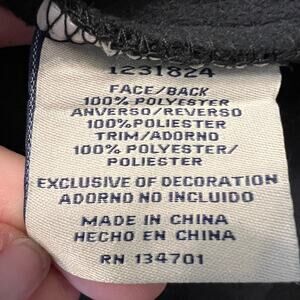 1231824
FACE/BACK
100% POLYESTER
ANVERSO/REVERSO
100%POLIESTER
TRIM/ADORNO
100% POLYESTER/
POLIESTER
EXCLUSIVE OF DECORATION
ADORNO NO INCLUIDO
MADE IN CHINA
HECHO EN CHINA
RN 134701